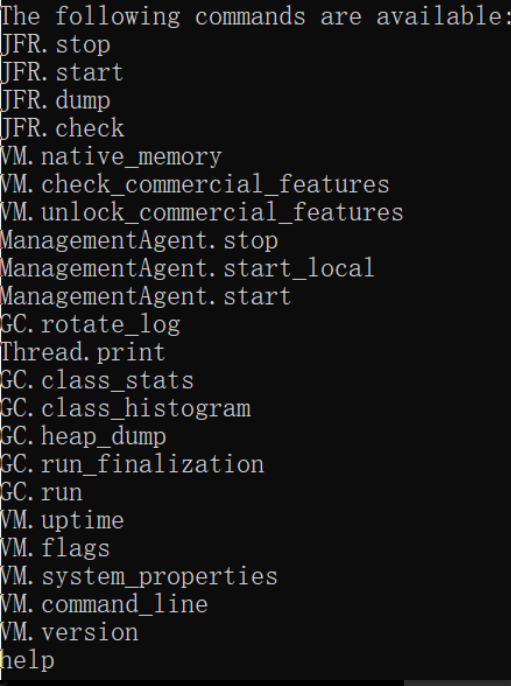 The following commands are available:
JFR.stop
JFR.start
JFR.dump
JFR.check
VM.native_memory
VM.check_commercial_features
VM.unlock_commercial_features
ManagementAgent.stop
ManagementAgent.start_local
ManagementAgent.start
GC.rotate_log
Thread.print
GC.class_stats
GC.class_histogram
GC.heap_dump
GC.run_finalization
GC.run
VM.uptime
VM.flags
VM.system_properties
VM.command_line
VM.version
help